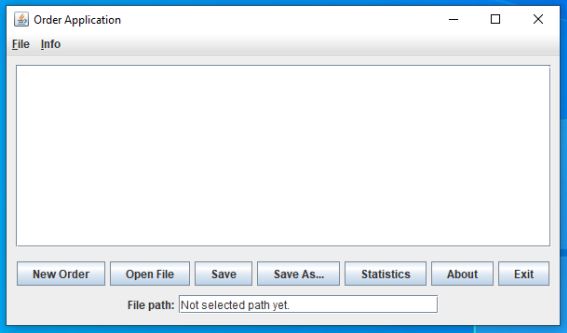 Order Application
File Info
New Order Open File Save Save As... Statistics About Exit
File path: Not selected path yet.